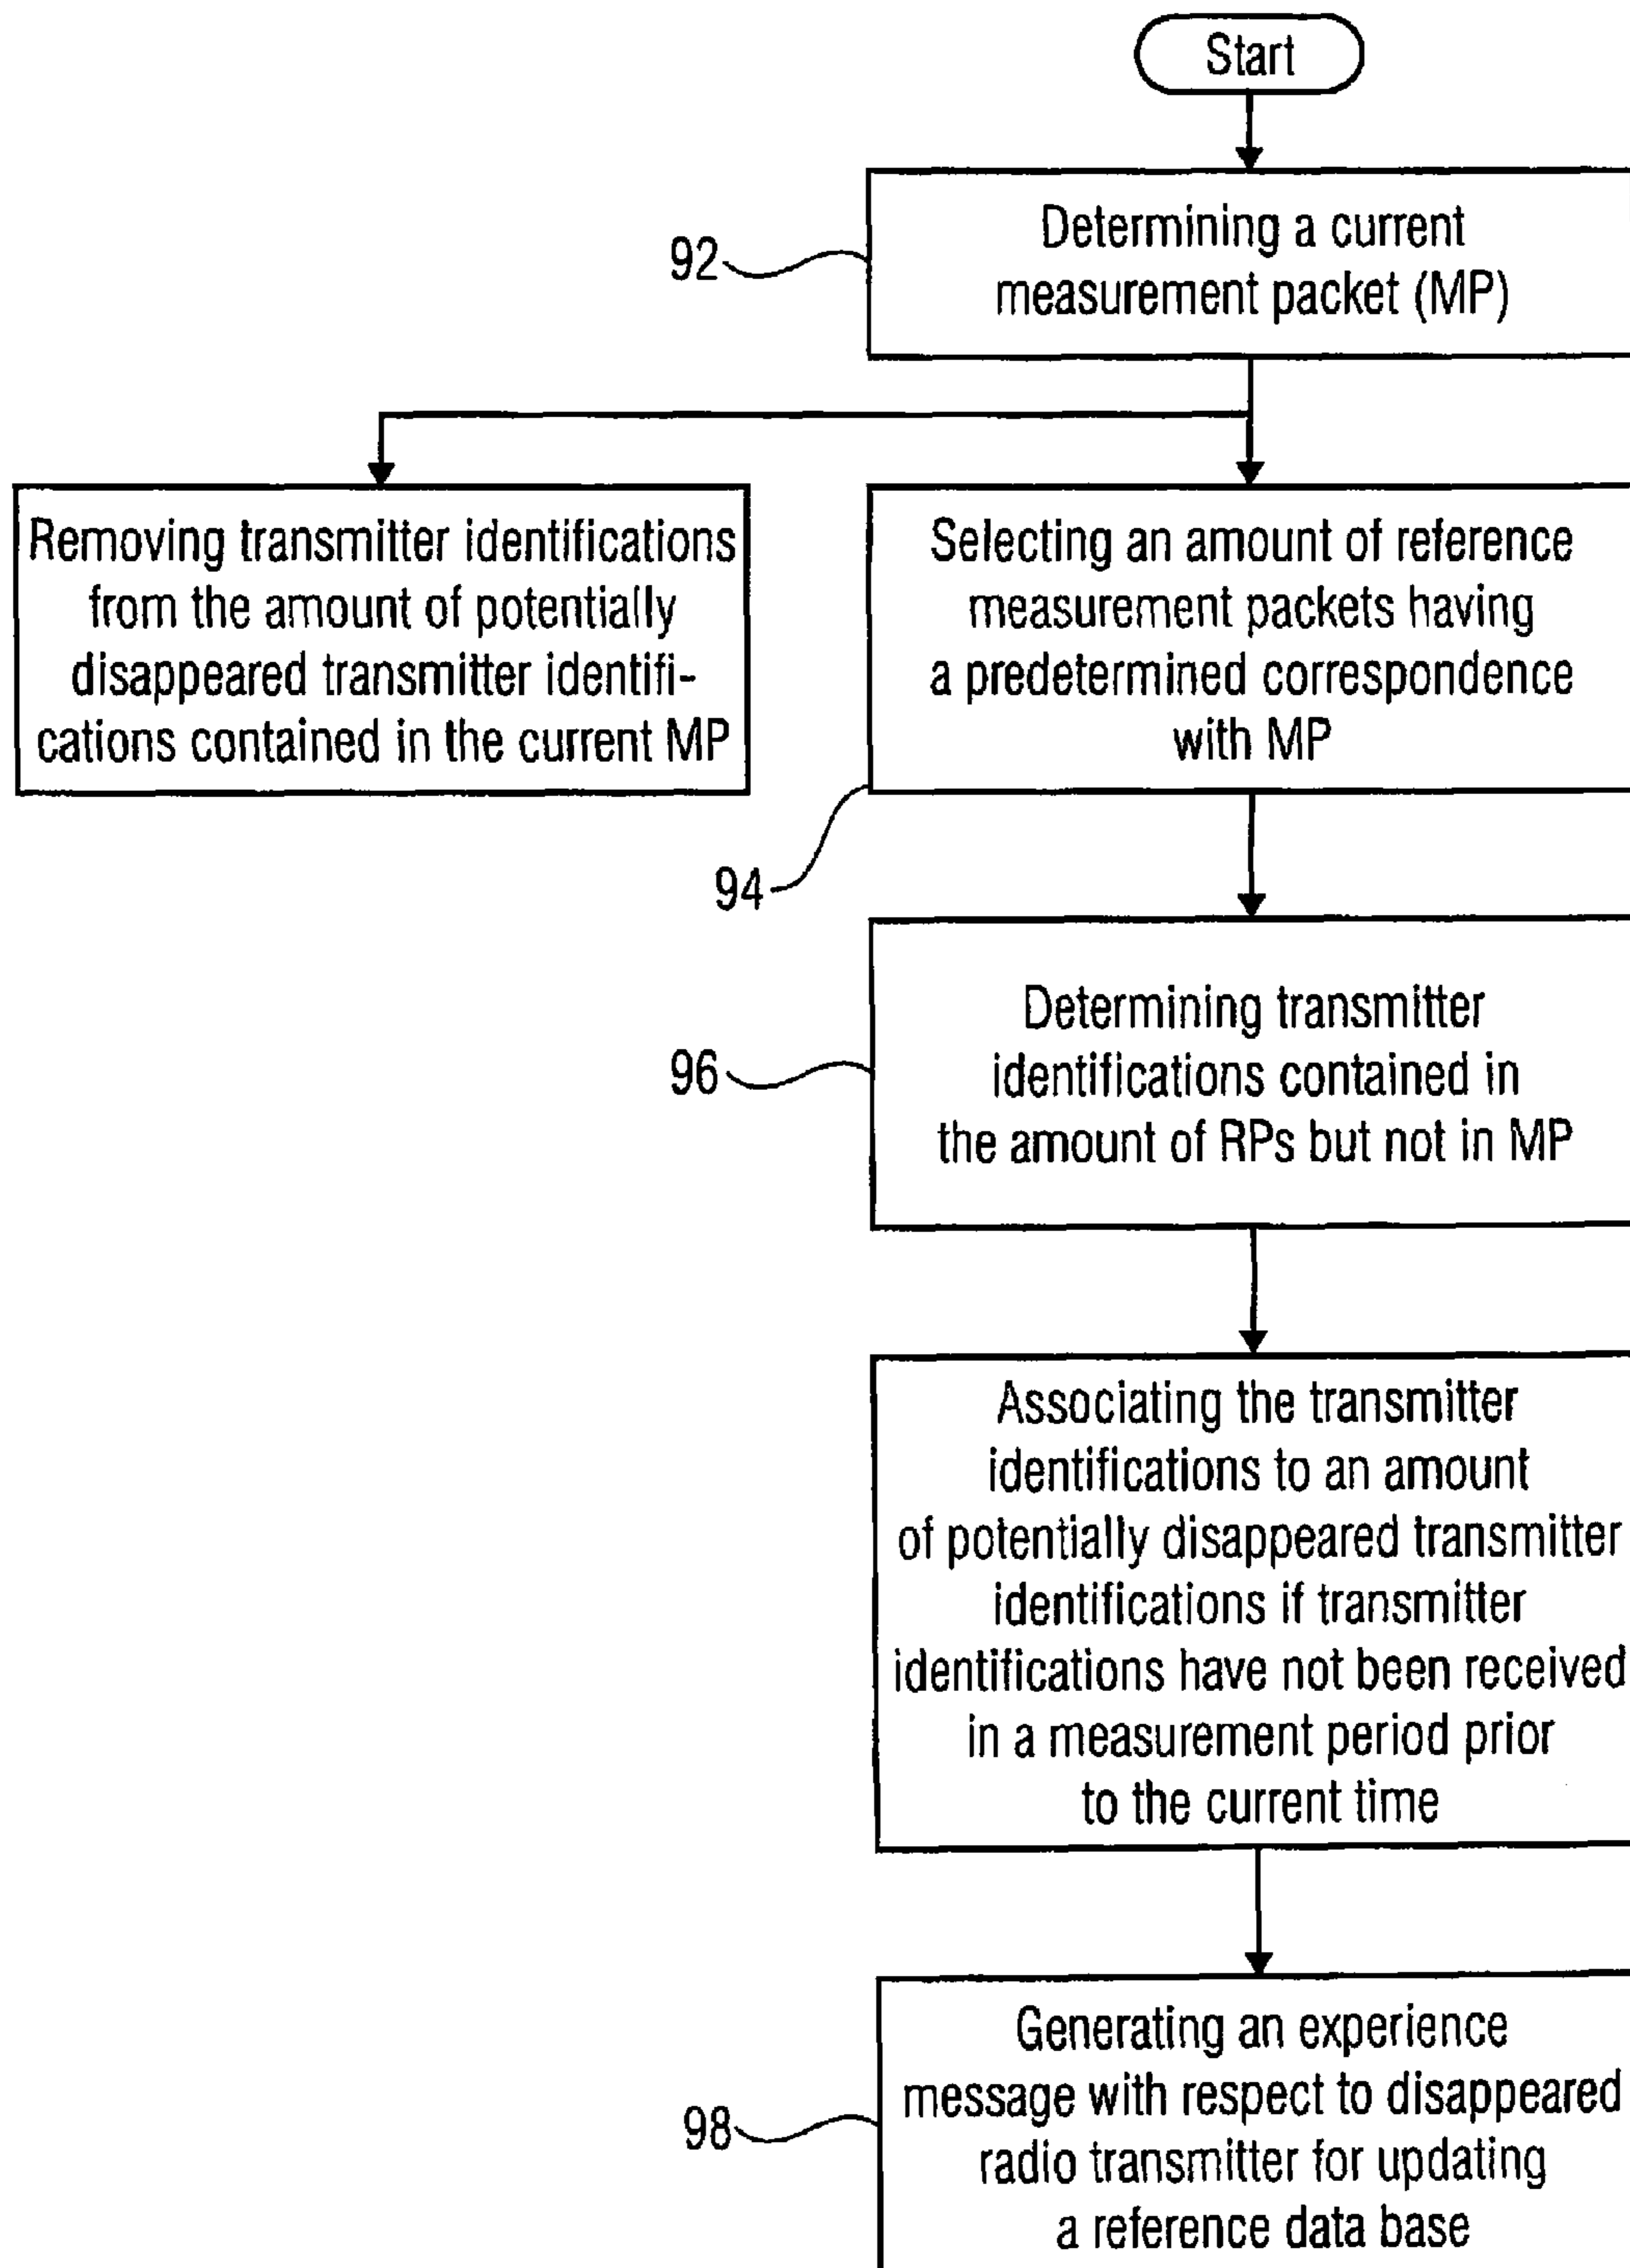 Start
92
Determining a current
measurement packet (MP)
Removing transmitter identifications
from the amount of potentially
disappeared transmitter identifi-
cations contained in the current MP
Selecting an amount of reference
measurement packets having
a predetermined correspondence
with MP
94
96
Determining transmitter
identifications contained in
the amount of RPs but not in MP
Associating the transmitter
identifications to an amount
of potentially disappeared transmitter
identifications if transmitter
identifications have not been received
in a measurement period prior
to the current time
98
Generating an experience
message with respect to disappeared
radio transmitter for updating
a reference data base